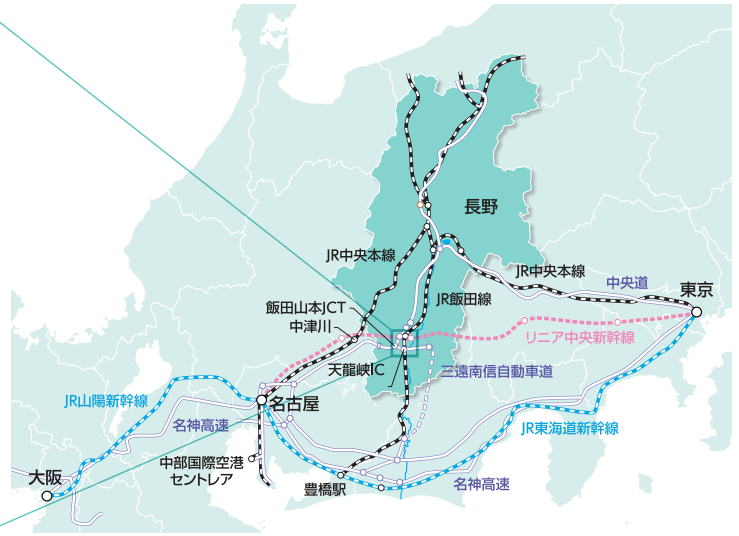 長野
JR中央本線
JR中央本線
中央道
東京
飯田山本JCT
中津川
JR飯田線
リニア中央新幹線
天龍峡IC
三遠南信自動車道
JR山陽新幹線
名古屋
名神高速
JR東海道新幹線
中部国際空港
セントレア
大阪
豊橋駅
名神高速